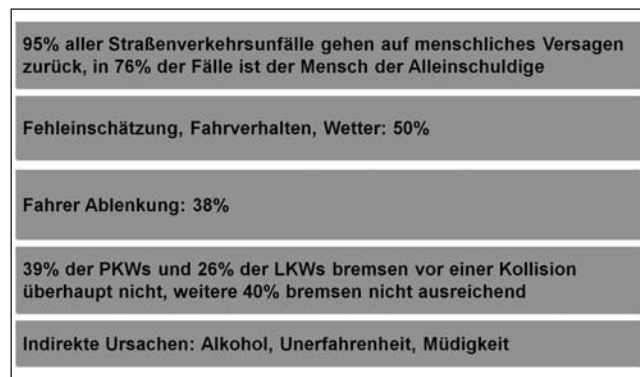 95% aller Straßenverkehrsunfälle gehen auf menschliches Versagen
zurück, in 76% der Fälle ist der Mensch der Alleinschuldige
Fehleinschätzung, Fahrverhalten, Wetter: 50%
Fahrer Ablenkung: 38%
39% der PKWs und 26% der LKWs bremsen vor einer Kollision
überhaupt nicht, weitere 40% bremsen nicht ausreichend
Indirekte Ursachen: Alkohol, Unerfahrenheit, Müdigkeit